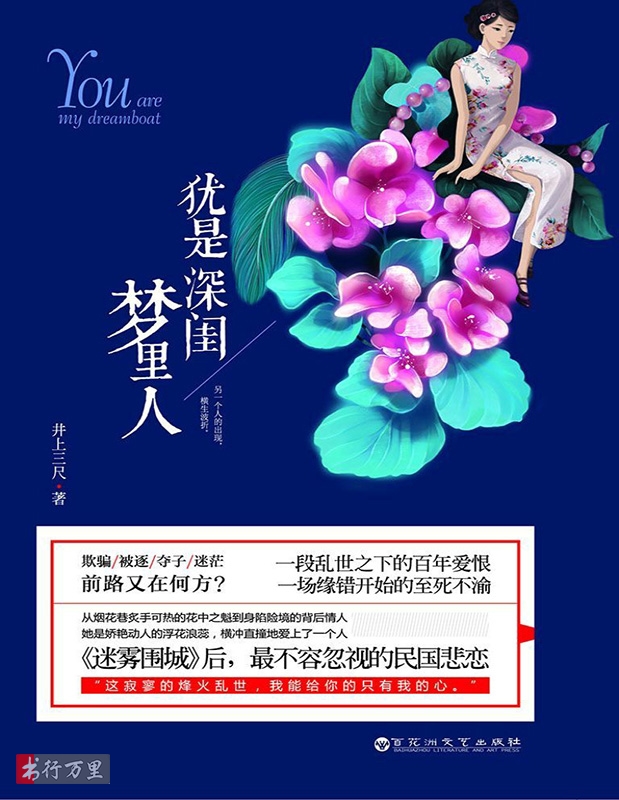 You are
my dreamboat
犹是深闺
梦里人
另一个人的出现,
横生波折。
井上三尺·著
欺骗/被逐/夺子/迷茫
前路又在何方?
一段乱世之下的百年爱恨
一场缘错开始的至死不渝
从烟花巷炙手可热的花中之魁到身陷险境的背后情人
她是娇艳动人的浮花浪蕊，横冲直撞地爱上了一个人
《迷雾围城》后，最不容忽视的民国悲恋
“这寂寥的烽火乱世，我能给你的只有我的心。”
百花洲文艺出版社
BAIHUAZHOU LITERATURE AND ART PRESS
书行万里